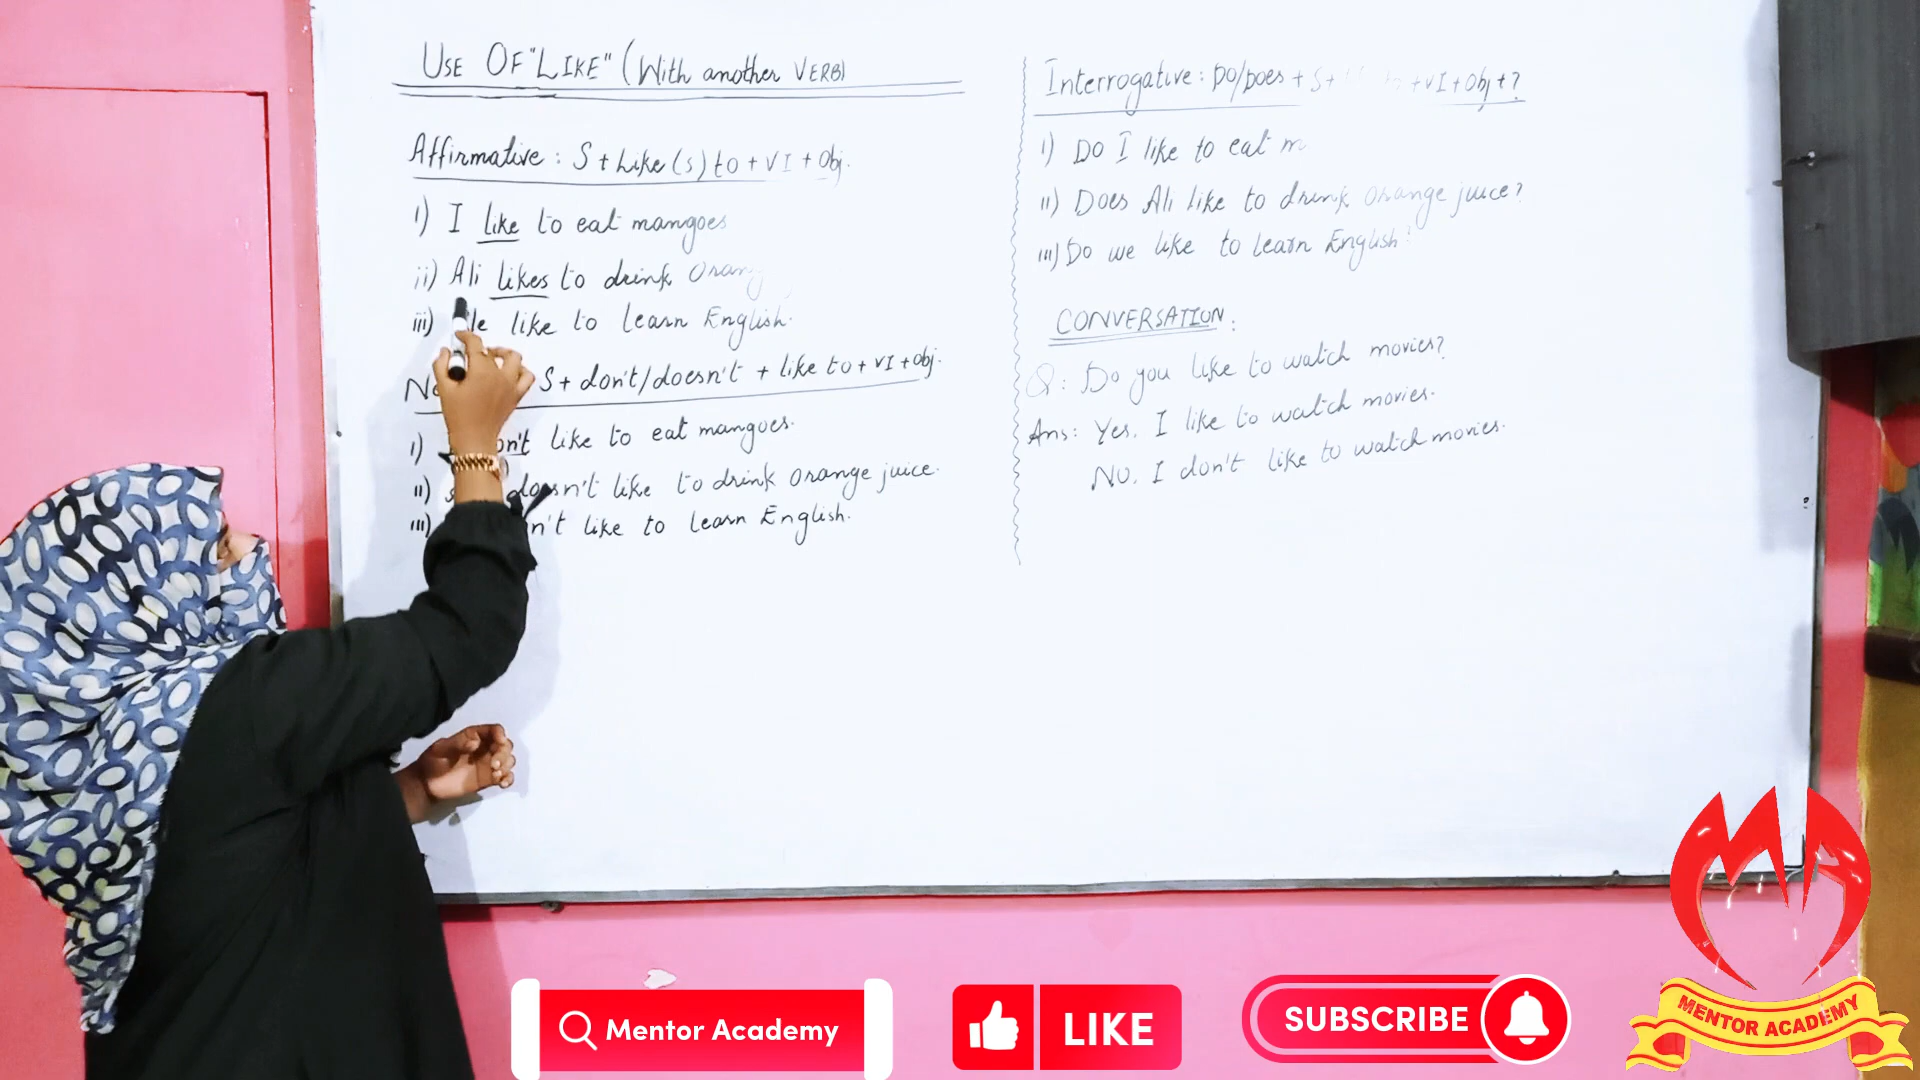 USE OF "LIKE" (With another VERB)
Affirmative : S + Like (s) to + VI + Obj.
i) I like to eat mangoes
ii) Ali likes to drink
iii) like to learn English.
S + don't/doesn't + like to + VI + obj.
i) like to eat mangoes.
ii) doesn't like to drink orange juice.
iii) like to learn English.
Interrogative : Do/Does + S + + VI + Obj + ?
i) Do I like to eat
ii) Does Ali like to drink orange juice?
iii) Do we like to learn English?
CONVERSATION :
Q : Do you like to watch movies?
Ans : Yes, I like to watch movies.
No, I don't like to watch movies.
MENTOR ACADEMY
Mentor Academy
LIKE
SUBSCRIBE